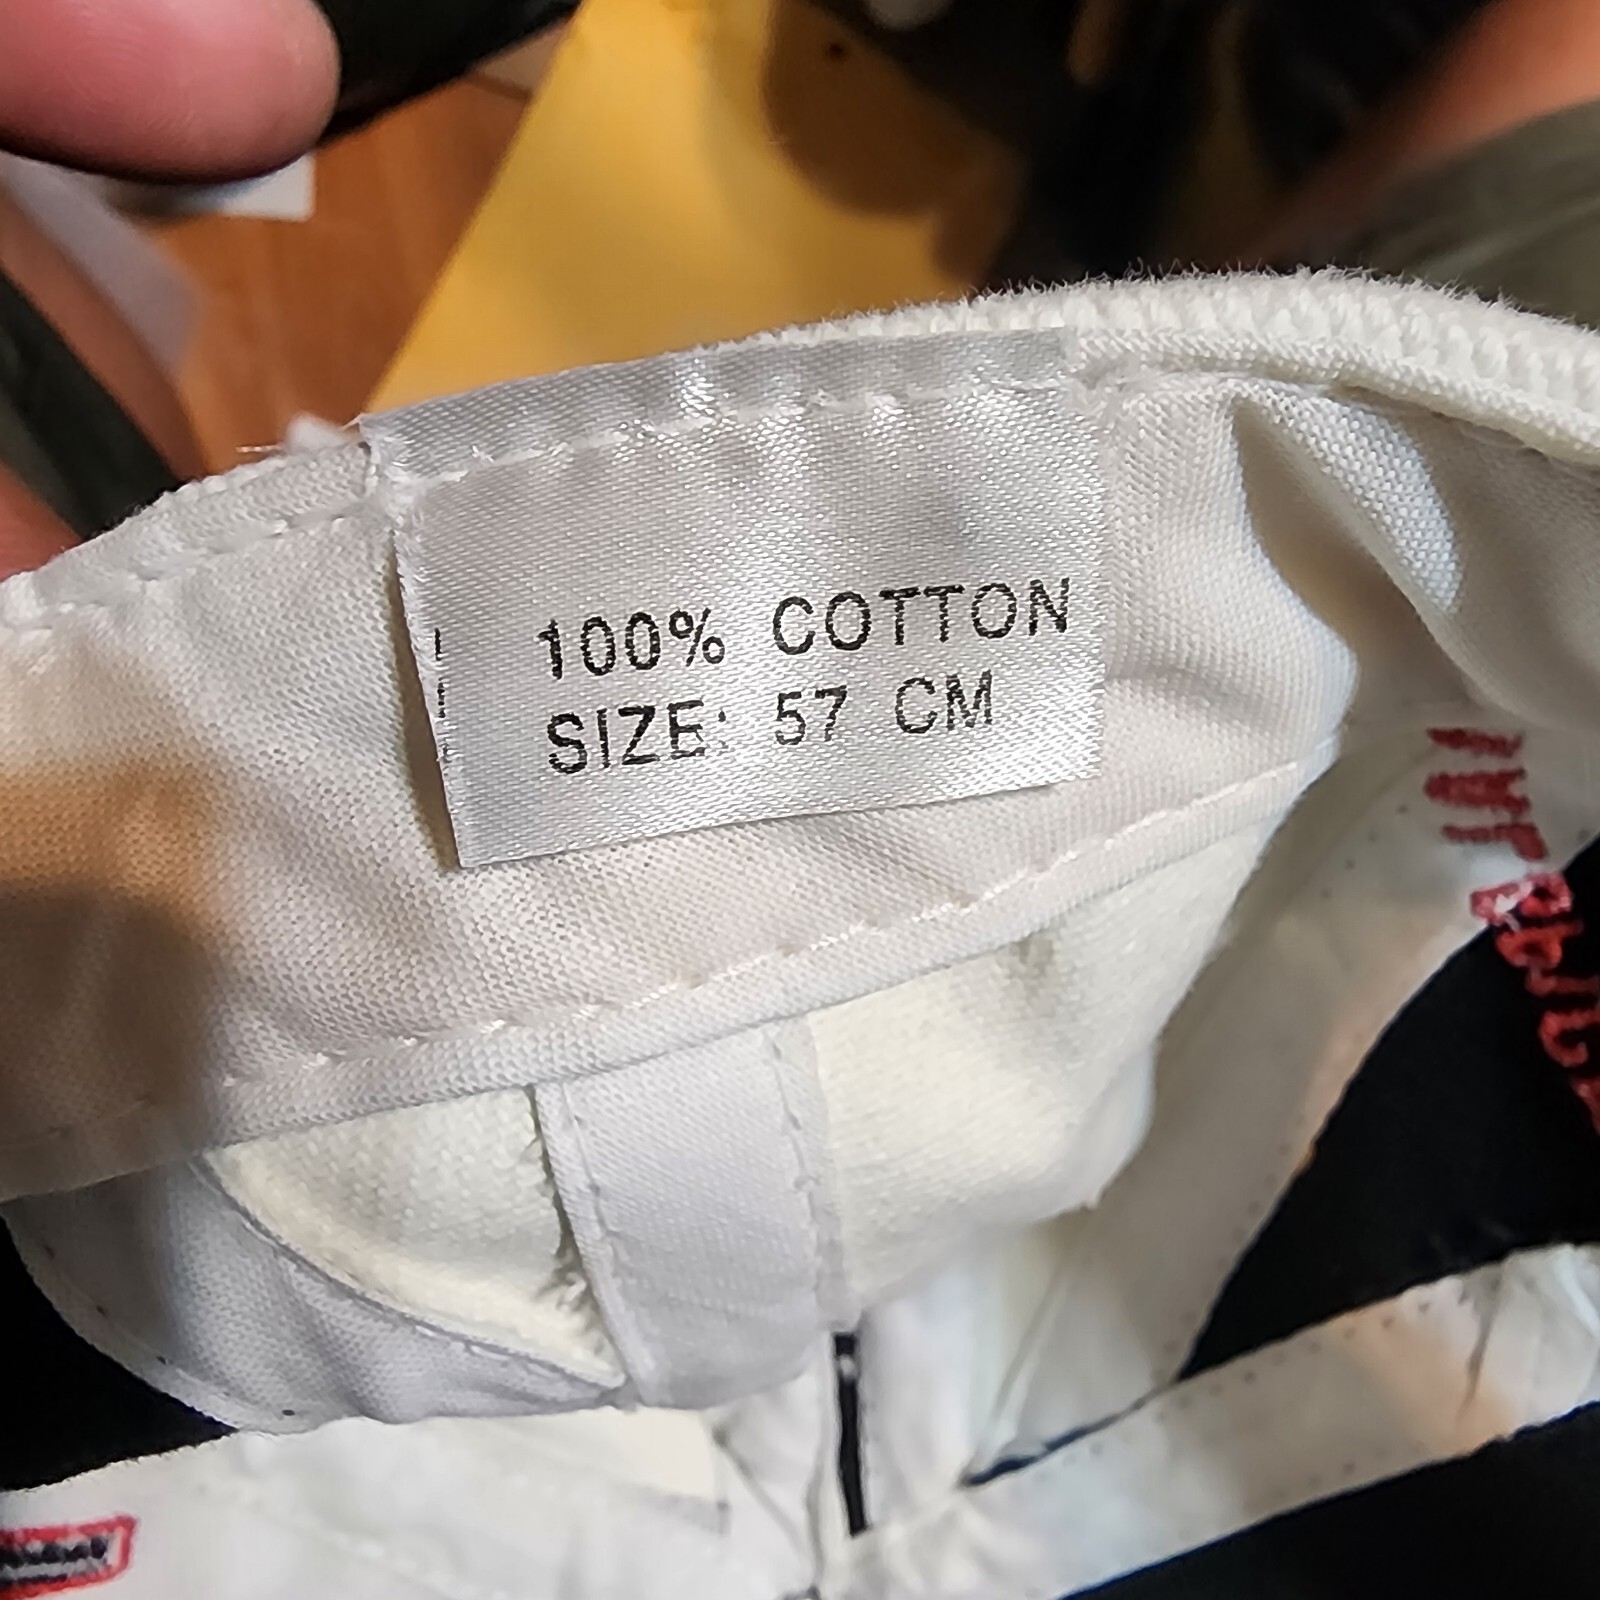 100% COTTON
SIZE: 57 CM